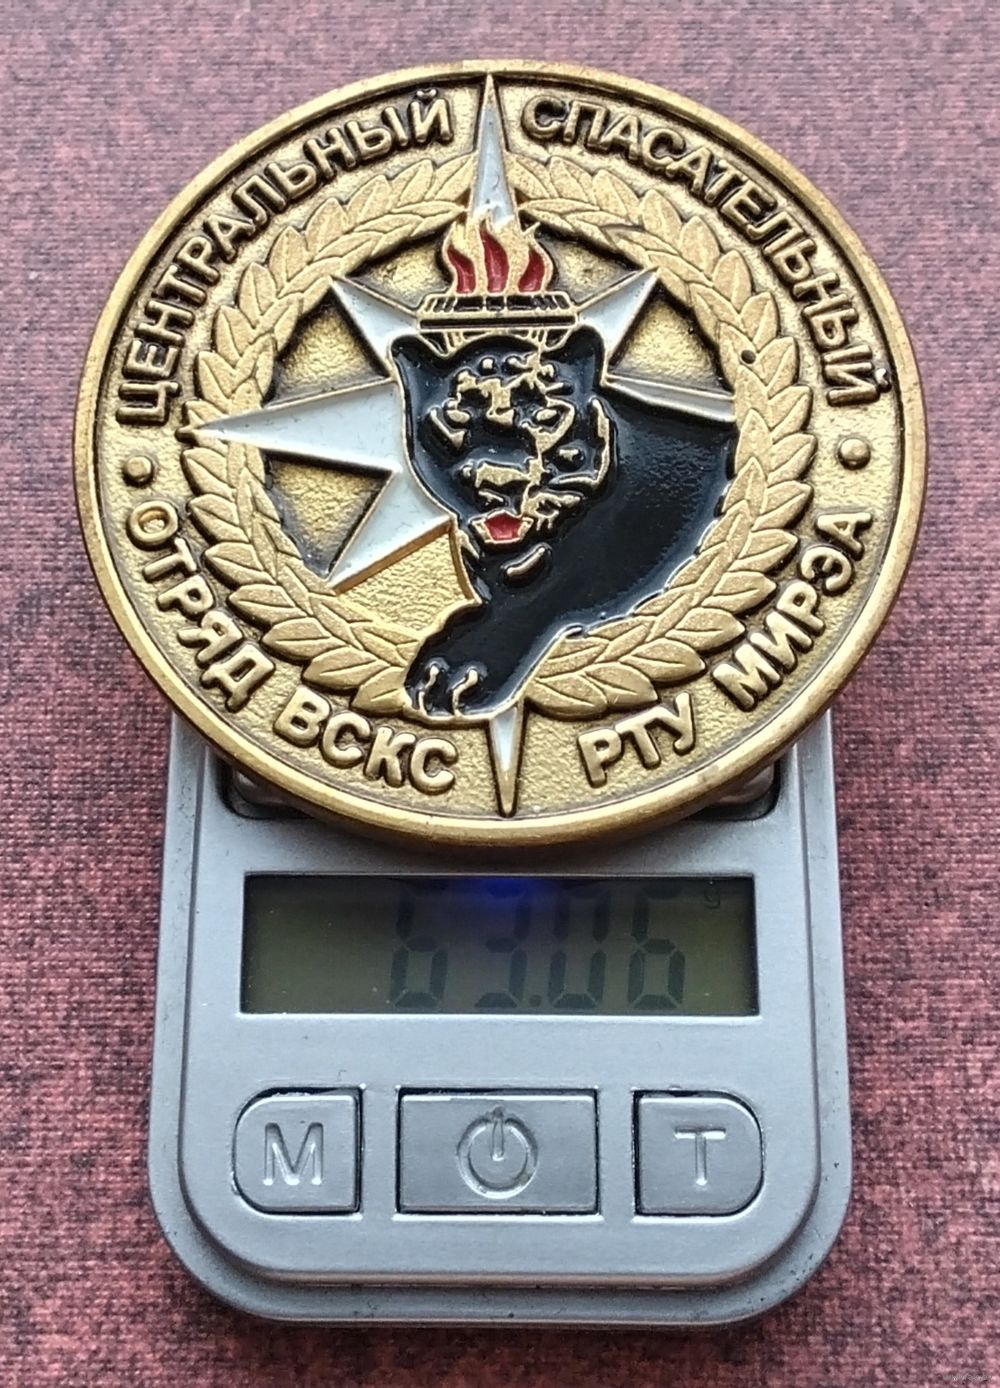 ЦЕНТРАЛЬНЫЙ СПАСАТЕЛЬНЫЙ
ОТРЯД ВСКС РТУ МИРЭА
63.06 g
M T